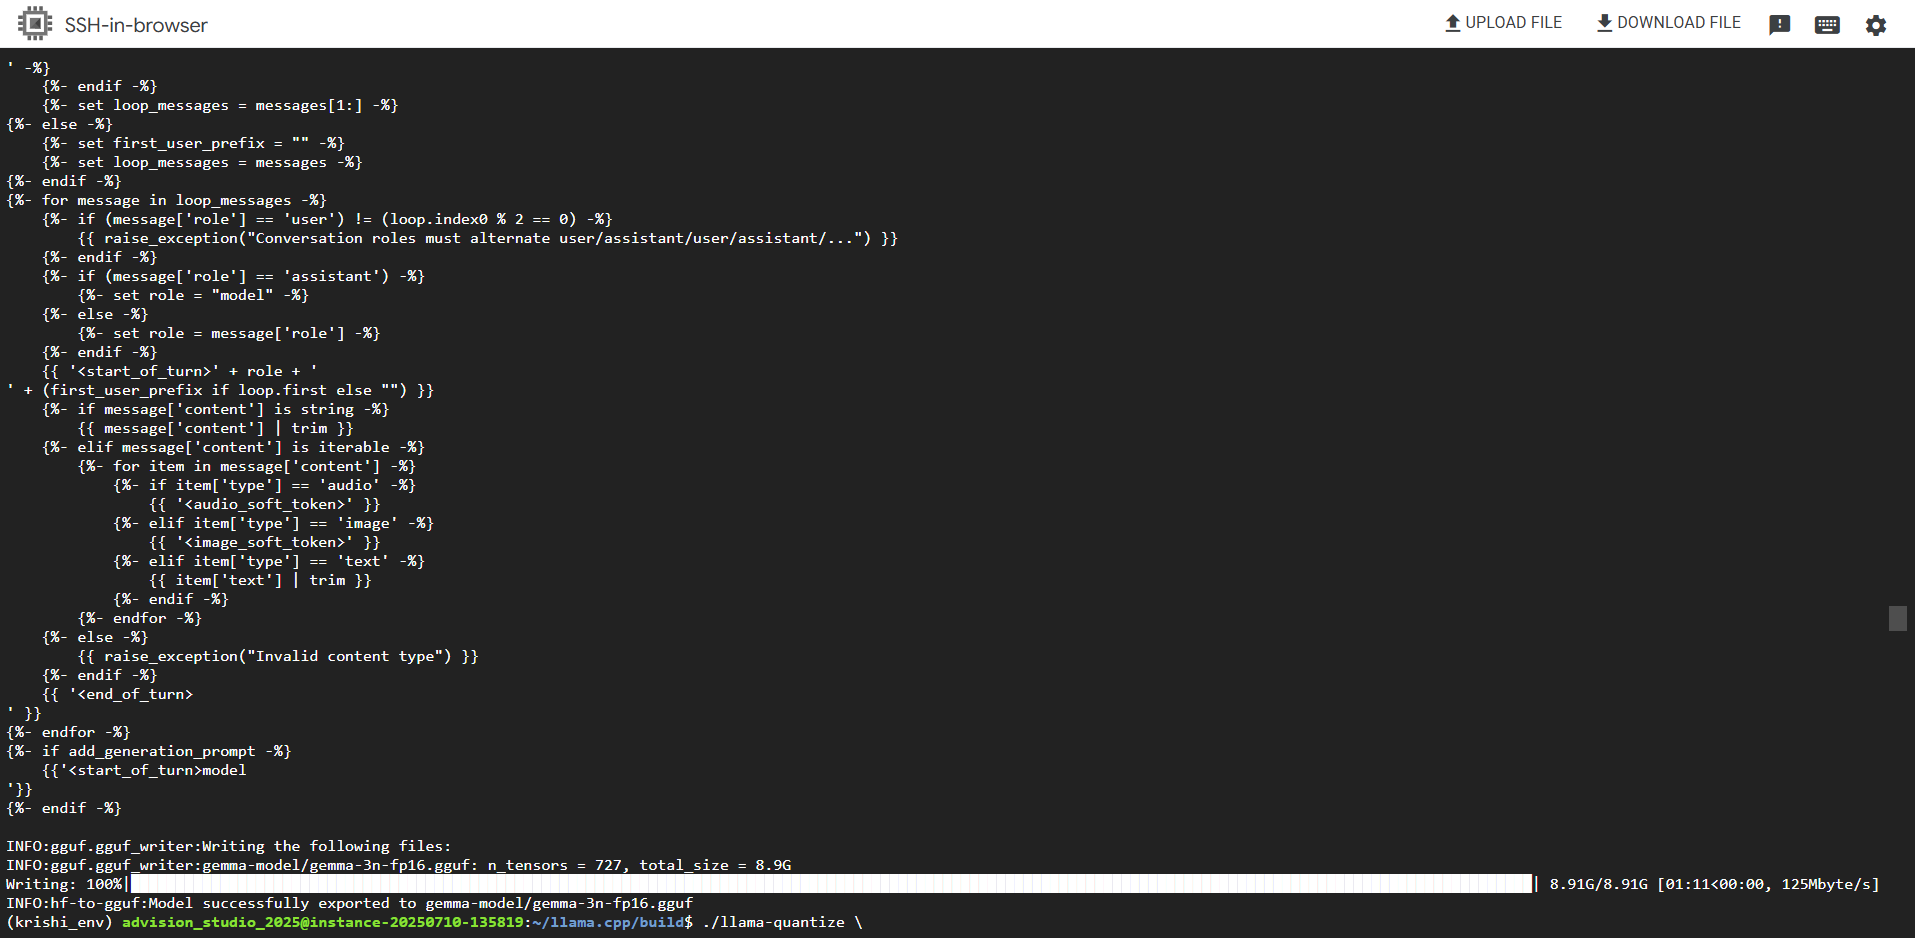 SSH-in-browser
UPLOAD FILE
DOWNLOAD FILE
' -%}
    {%- endif -%}
    {%- set loop_messages = messages[1:] -%}
{%- else -%}
    {%- set first_user_prefix = "" -%}
    {%- set loop_messages = messages -%}
{%- endif -%}
{%- for message in loop_messages -%}
    {%- if (message['role'] == 'user') != (loop.index0 % 2 == 0) -%}
        {{ raise_exception("Conversation roles must alternate user/assistant/user/assistant/...") }}
    {%- endif -%}
    {%- if (message['role'] == 'assistant') -%}
        {%- set role = "model" -%}
    {%- else -%}
        {%- set role = message['role'] -%}
    {%- endif -%}
    {{ '<start_of_turn>' + role + '
' + (first_user_prefix if loop.first else "") }}
    {%- if message['content'] is string -%}
        {{ message['content'] | trim }}
    {%- elif message['content'] is iterable -%}
        {%- for item in message['content'] -%}
            {%- if item['type'] == 'audio' -%}
                {{ '<audio_soft_token>' }}
            {%- elif item['type'] == 'image' -%}
                {{ '<image_soft_token>' }}
            {%- elif item['type'] == 'text' -%}
                {{ item['text'] | trim }}
            {%- endif -%}
        {%- endfor -%}
    {%- else -%}
        {{ raise_exception("Invalid content type") }}
    {%- endif -%}
    {{ '<end_of_turn>
' }}
{%- endfor -%}
{%- if add_generation_prompt -%}
    {{'<start_of_turn>model
'}}
{%- endif -%}
INFO:gguf.gguf_writer:Writing the following files:
INFO:gguf.gguf_writer:gemma-model/gemma-3n-fp16.gguf: n_tensors = 727, total_size = 8.9G
Writing: 100%| | 8.91G/8.91G [01:11<00:00, 125Mbyte/s]
INFO:hf-to-gguf:Model successfully exported to gemma-model/gemma-3n-fp16.gguf
(krishi_env) advision_studio_2025@instance-20250710-135819:~/llama.cpp/build$ ./llama-quantize \